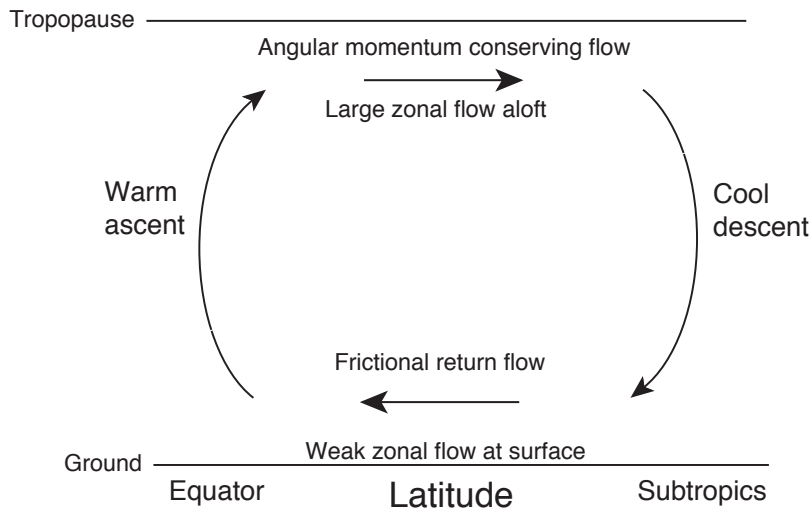 Tropopause
Angular momentum conserving flow
Large zonal flow aloft
Warm
ascent
Cool
descent
Frictional return flow
Weak zonal flow at surface
Ground
Equator
Latitude
Subtropics